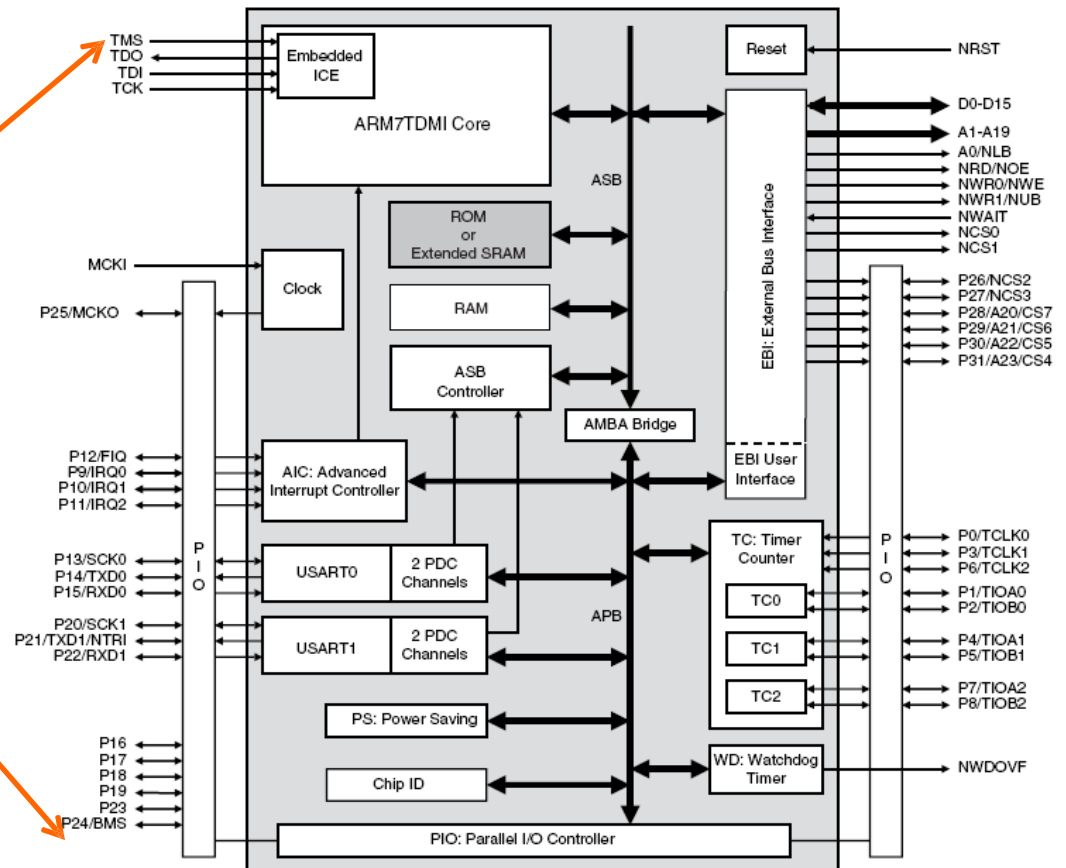 TMS
TDO
TDI
TCK
Embedded
ICE
ARM7TDMI Core
Reset
NRST
ASB
D0-D15
A1-A19
A0/NLB
NRD/NOE
NWR0/NWE
NWR1/NUB
NWAIT
NCS0
NCS1
EBI: External Bus Interface
ROM
or
Extended SRAM
MCKI
Clock
P25/MCKO
RAM
P26/NCS2
P27/NCS3
P28/A20/CS7
P29/A21/CS6
P30/A22/CS5
P31/A23/CS4
ASB
Controller
AMBA Bridge
EBI User
Interface
P12/FIQ
P9/IRQ0
P10/IRQ1
P11/IRQ2
AIC: Advanced
Interrupt Controller
P
I
O
P13/SCK0
P14/TXD0
P15/RXD0
USART0
2 PDC
Channels
P20/SCK1
P21/TXD1/NTRI
P22/RXD1
USART1
2 PDC
Channels
APB
TC: Timer
Counter
TC0
TC1
TC2
P
I
O
P0/TCLK0
P3/TCLK1
P6/TCLK2
P1/TIOA0
P2/TIOB0
P4/TIOA1
P5/TIOB1
P7/TIOA2
P8/TIOB2
PS: Power Saving
Chip ID
WD: Watchdog
Timer
NWDOVF
P16
P17
P18
P19
P23
P24/BMS
PIO: Parallel I/O Controller